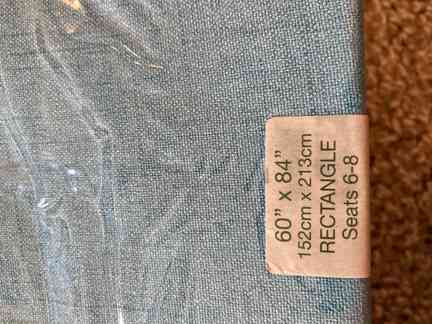 60" x 84"
152cm x 213cm
RECTANGLE
Seats 6-8